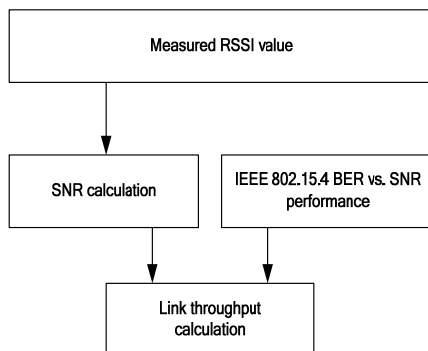 Measured RSSI value
SNR calculation
IEEE 802.15.4 BER vs. SNR
performance
Link throughput
calculation